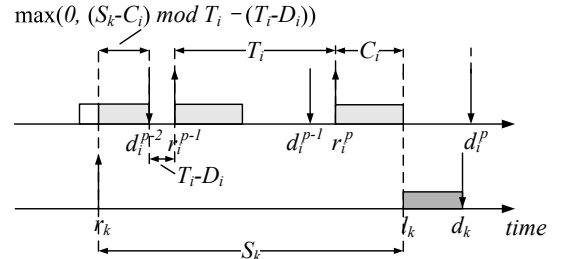 max(0, (S_k-C_i) mod T_i −(T_i-D_i))
T_i C_i
d_i^{p-2} r_i^{p-1} d_i^{p-1} r_i^p d_i^p
T_i-D_i
r_k l_k d_k time
S_k